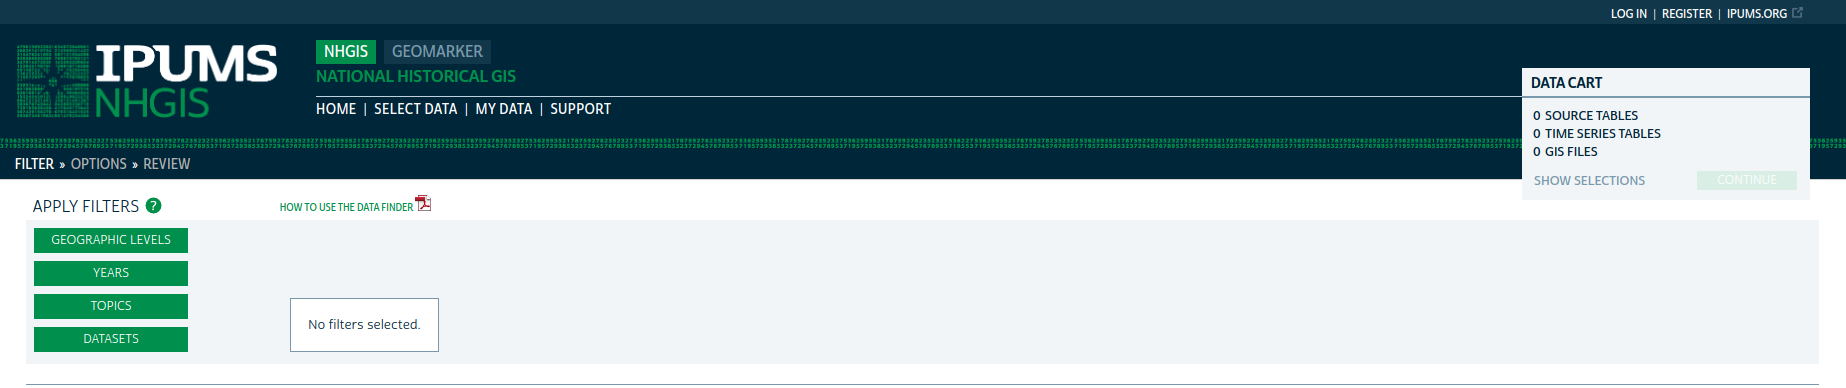 LOG IN | REGISTER | IPUMS.ORG
IPUMS
NHGIS
NHGIS GEOMARKER
NATIONAL HISTORICAL GIS
HOME | SELECT DATA | MY DATA | SUPPORT
DATA CART
0 SOURCE TABLES
0 TIME SERIES TABLES
0 GIS FILES
SHOW SELECTIONS CONTINUE
FILTER » OPTIONS » REVIEW
APPLY FILTERS ? HOW TO USE THE DATA FINDER
GEOGRAPHIC LEVELS
YEARS
TOPICS
DATASETS
No filters selected.